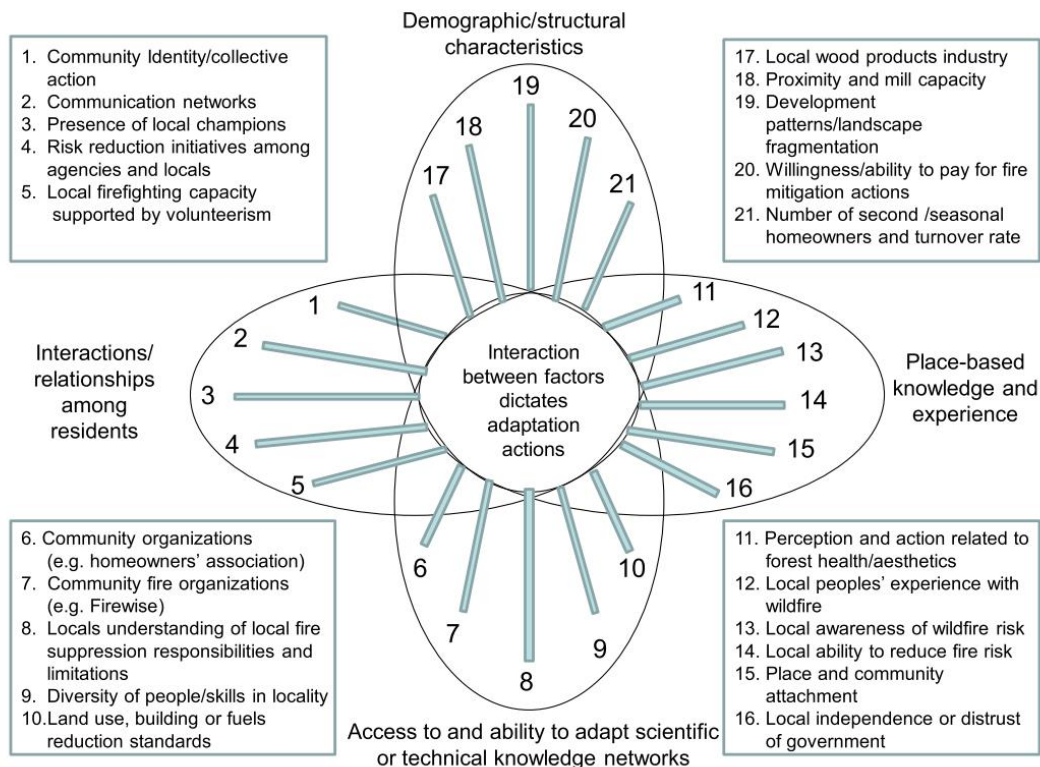 Demographic/structural
characteristics
1. Community Identity/collective
action
2. Communication networks
3. Presence of local champions
4. Risk reduction initiatives among
agencies and locals
5. Local firefighting capacity
supported by volunteerism
17. Local wood products industry
18. Proximity and mill capacity
19. Development
patterns/landscape
fragmentation
20. Willingness/ability to pay for fire
mitigation actions
21. Number of second /seasonal
homeowners and turnover rate
19
18
20
17
21
1
2
3
4
5
11
12
13
14
15
16
6
7
8
9
10
Interactions/
relationships
among
residents
Interaction
between factors
dictates
adaptation
actions
Place-based
knowledge and
experience
6. Community organizations
(e.g. homeowners' association)
7. Community fire organizations
(e.g. Firewise)
8. Locals understanding of local fire
suppression responsibilities and
limitations
9. Diversity of people/skills in locality
10.Land use, building or fuels
reduction standards
11. Perception and action related to
forest health/aesthetics
12. Local peoples' experience with
wildfire
13. Local awareness of wildfire risk
14. Local ability to reduce fire risk
15. Place and community
attachment
16. Local independence or distrust
of government
Access to and ability to adapt scientific
or technical knowledge networks